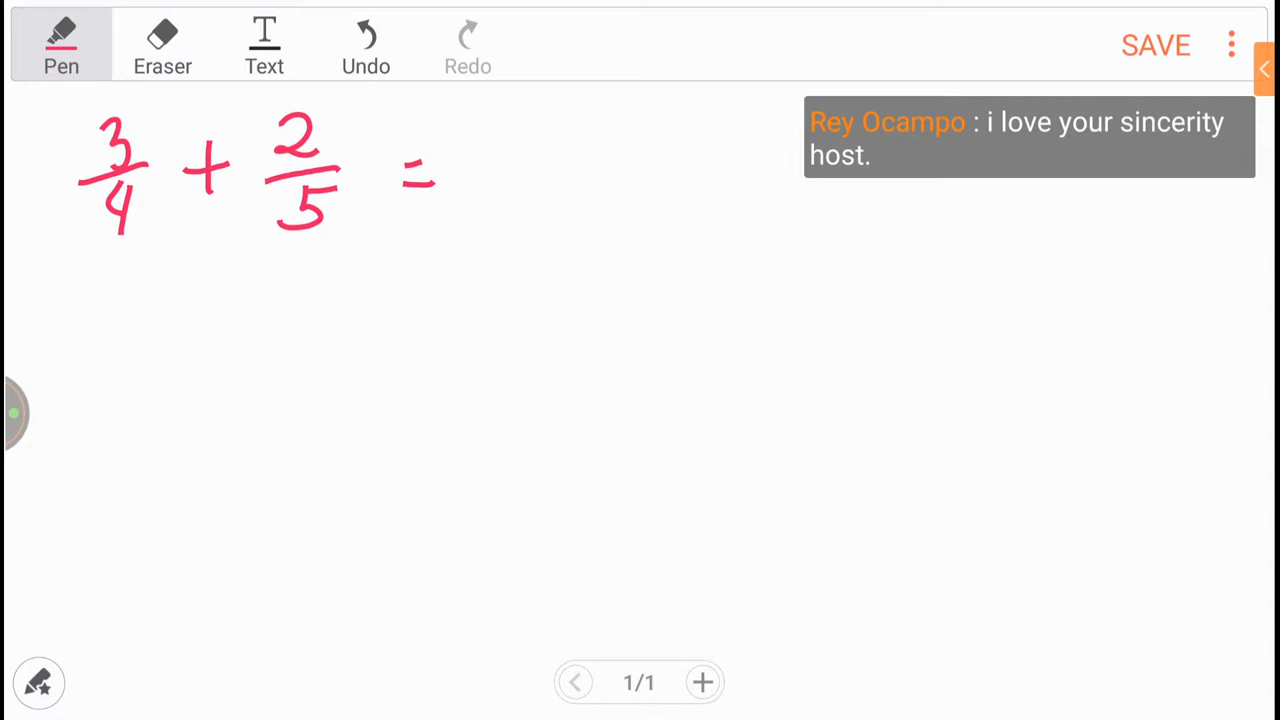 Pen Eraser Text Undo Redo SAVE
Rey Ocampo : i love your sincerity
host.
3/4 + 2/5 =
1/1